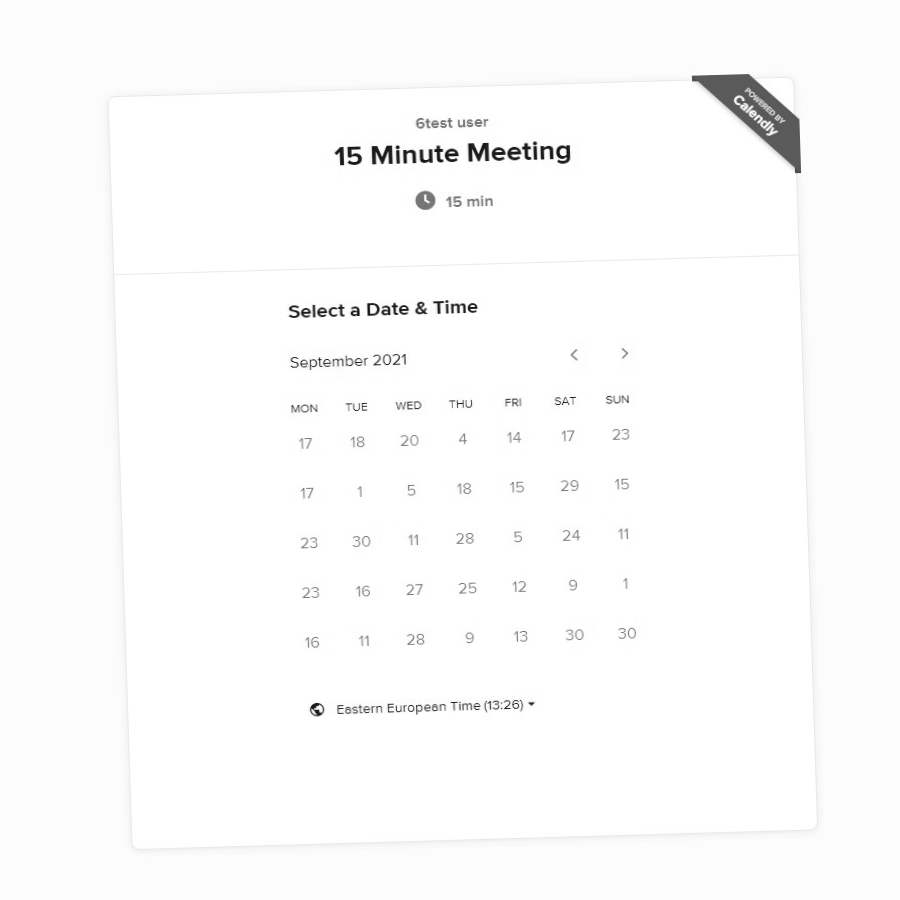 POWERED BY
Calendly
6test user
15 Minute Meeting
15 min
Select a Date & Time
September 2021
MON TUE WED THU FRI SAT SUN
17 18 20 4 14 17 23
17 1 5 18 15 29 15
23 30 11 28 5 24 11
23 16 27 25 12 9 1
16 11 28 9 13 30 30
Eastern European Time (13:26)